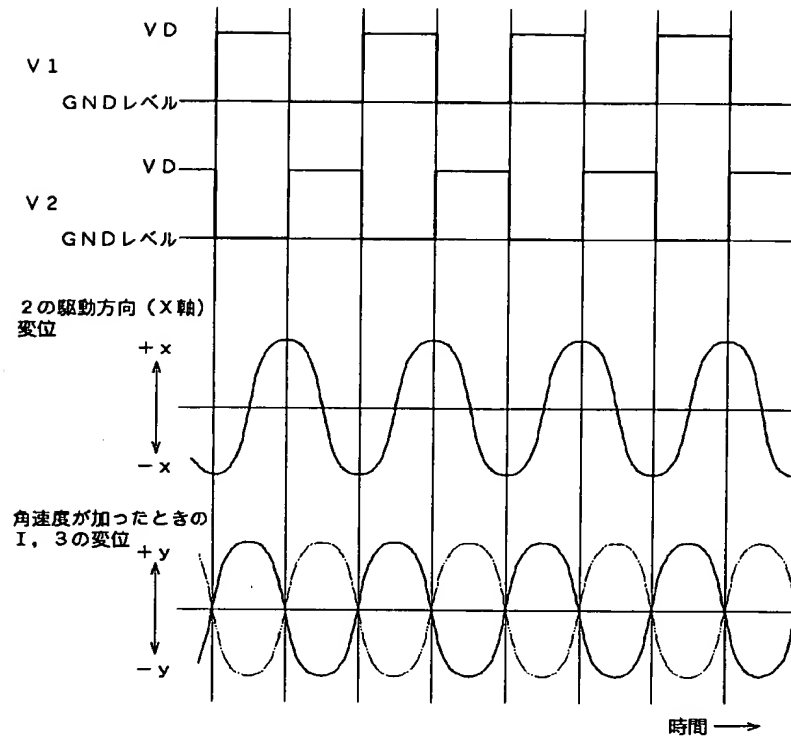 VD
V1
GNDレベル
VD
V2
GNDレベル
2の駆動方向(X軸)
変位
+x
-x
角速度が加ったときの
I,3の変位
+y
-y
時間